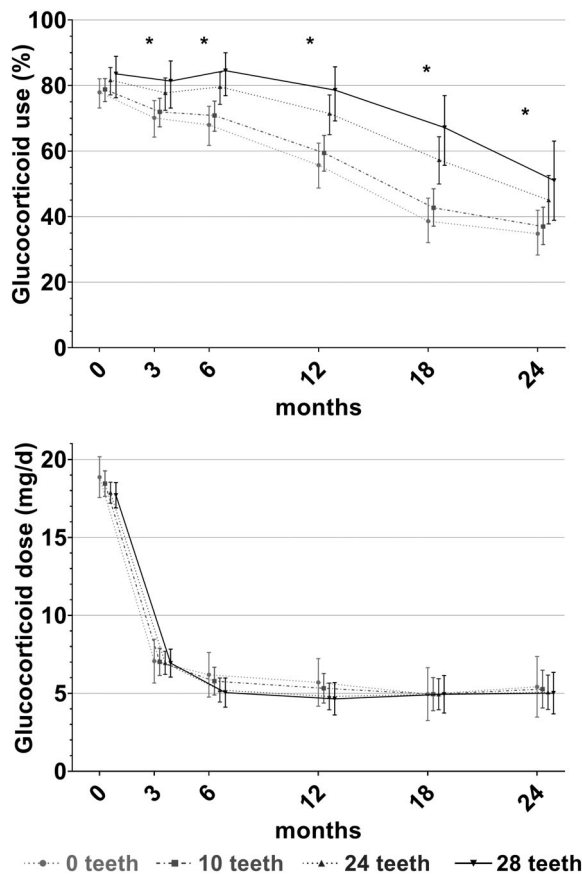 Glucocorticoid use (%)
100
80
60
40
20
0
* * * * *
0 3 6 12 18 24
months
Glucocorticoid dose (mg/d)
20
15
10
5
0
0 3 6 12 18 24
months
0 teeth 10 teeth 24 teeth 28 teeth